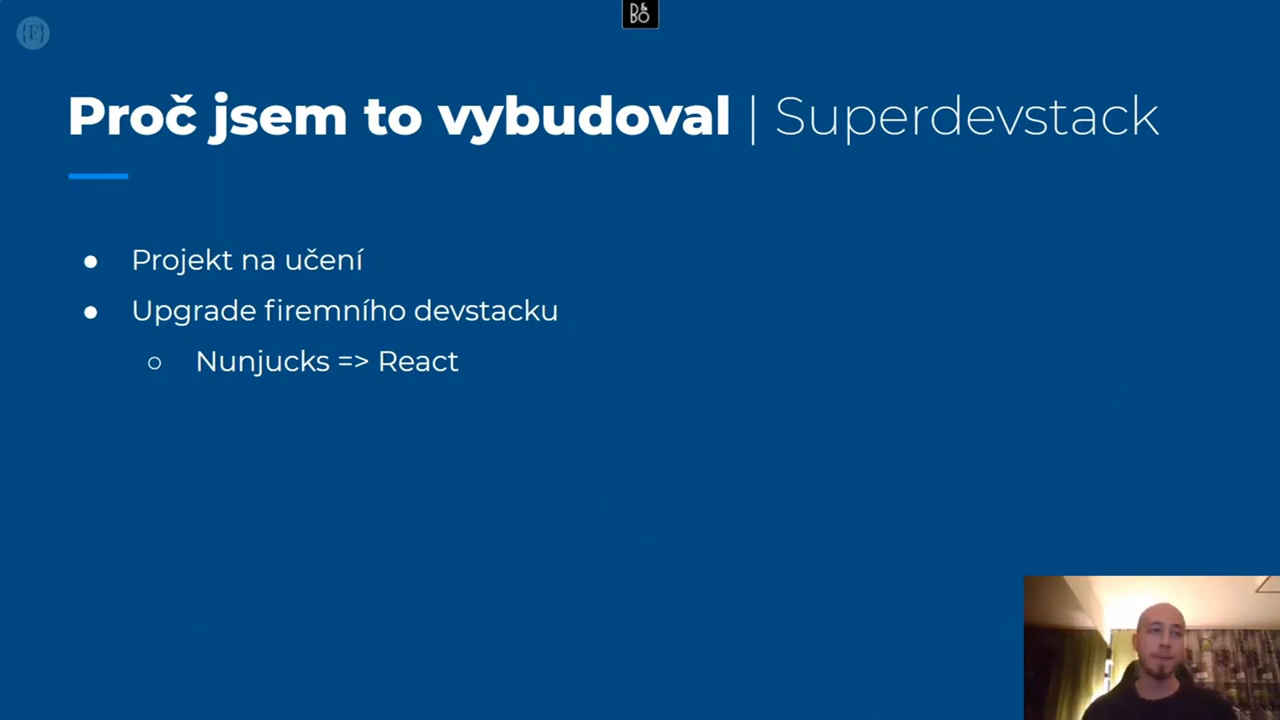 {F}
B&O
Proč jsem to vybudoval | Superdevstack
Projekt na učení
Upgrade firemního devstacku
Nunjucks => React